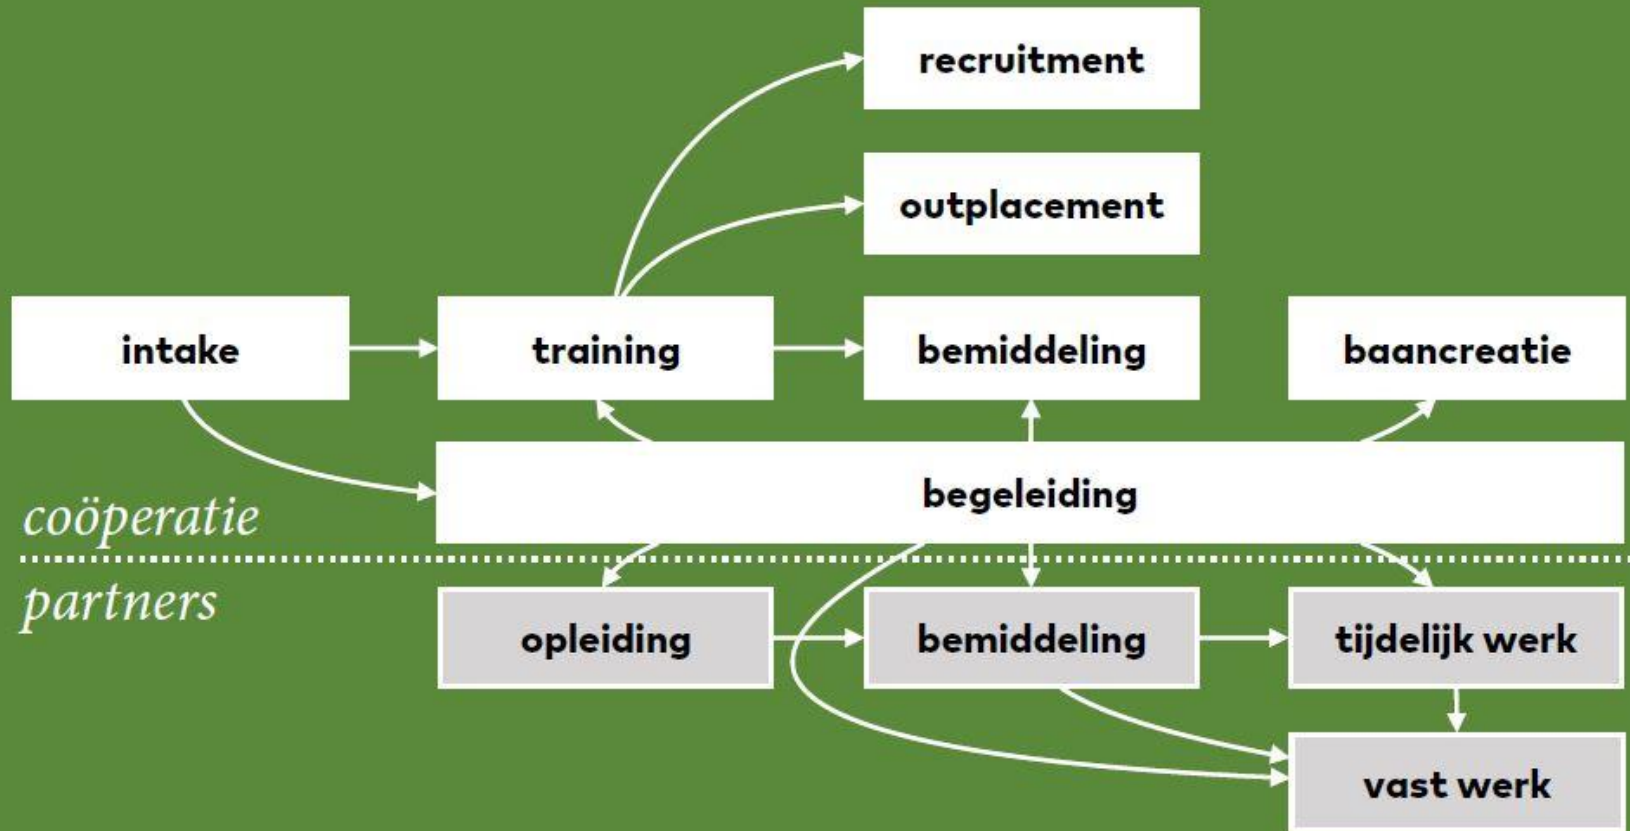 recruitment
outplacement
intake
training
bemiddeling
baancreatie
begeleiding
coöperatie
partners
opleiding
bemiddeling
tijdelijk werk
vast werk